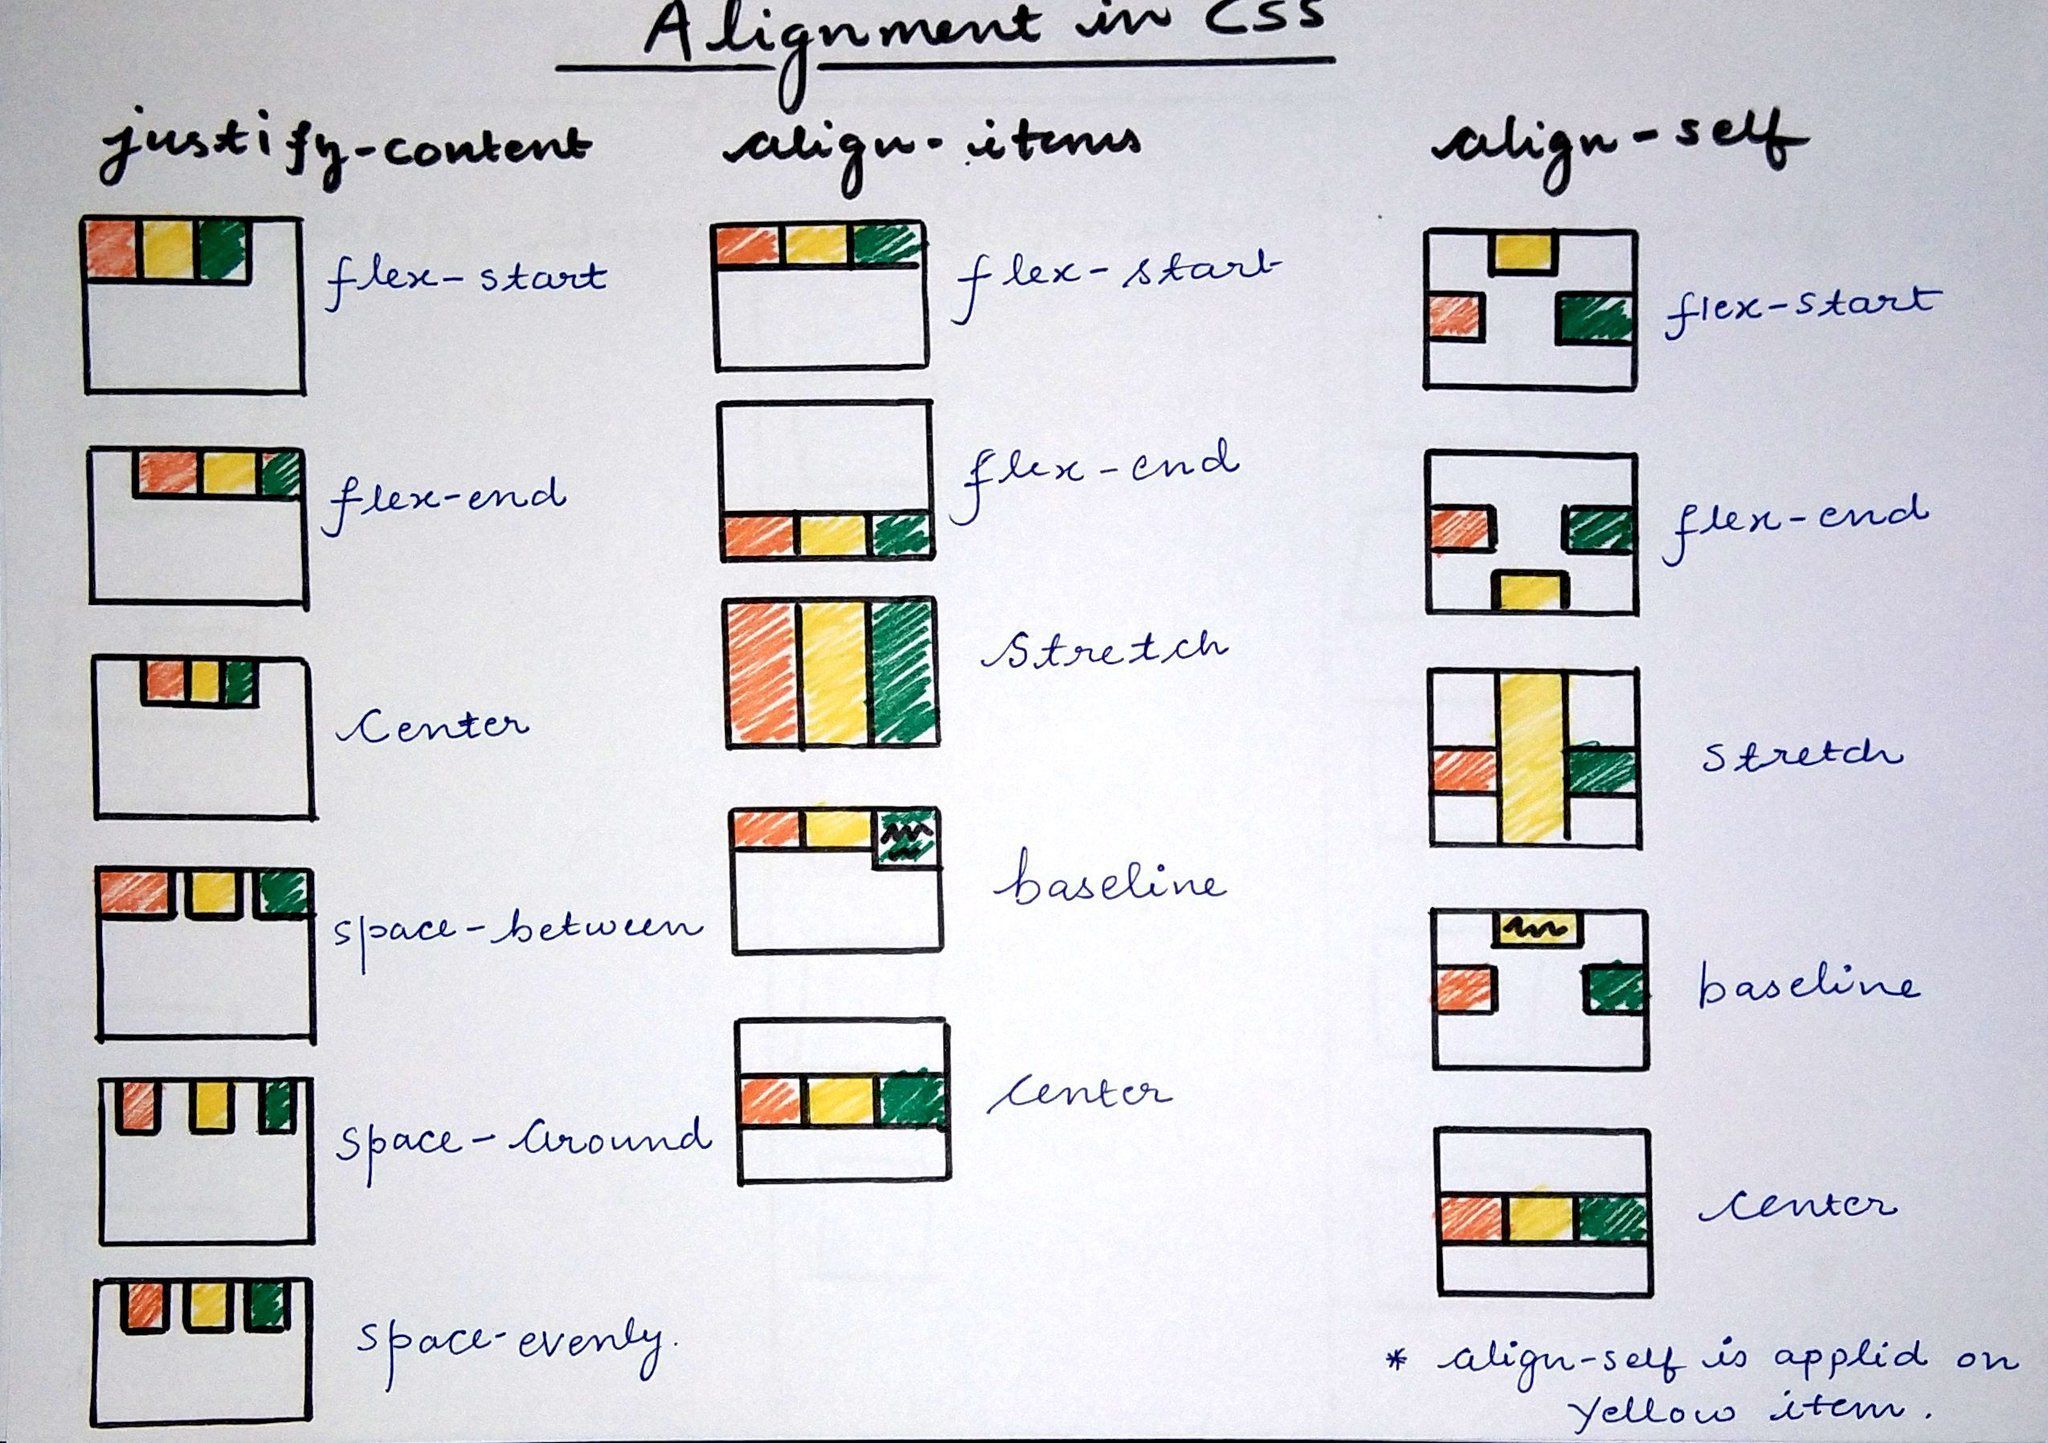 Alignment in CSS
justify-content
flex-start
flex-end
Center
space-between
space-around
space-evenly.
align-items
flex-start
flex-end
Stretch
baseline
center
align-self
flex-start
flex-end
stretch
baseline
center
* align-self is applid on
Yellow item.